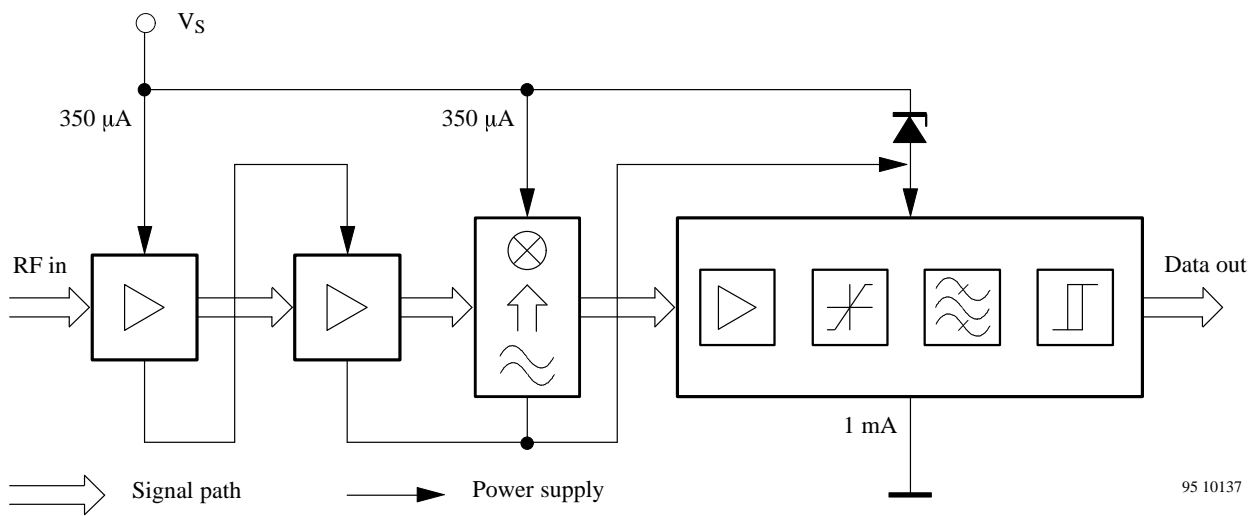 V_S
350 µA
350 µA
RF in
Data out
1 mA
Signal path
Power supply
95 10137